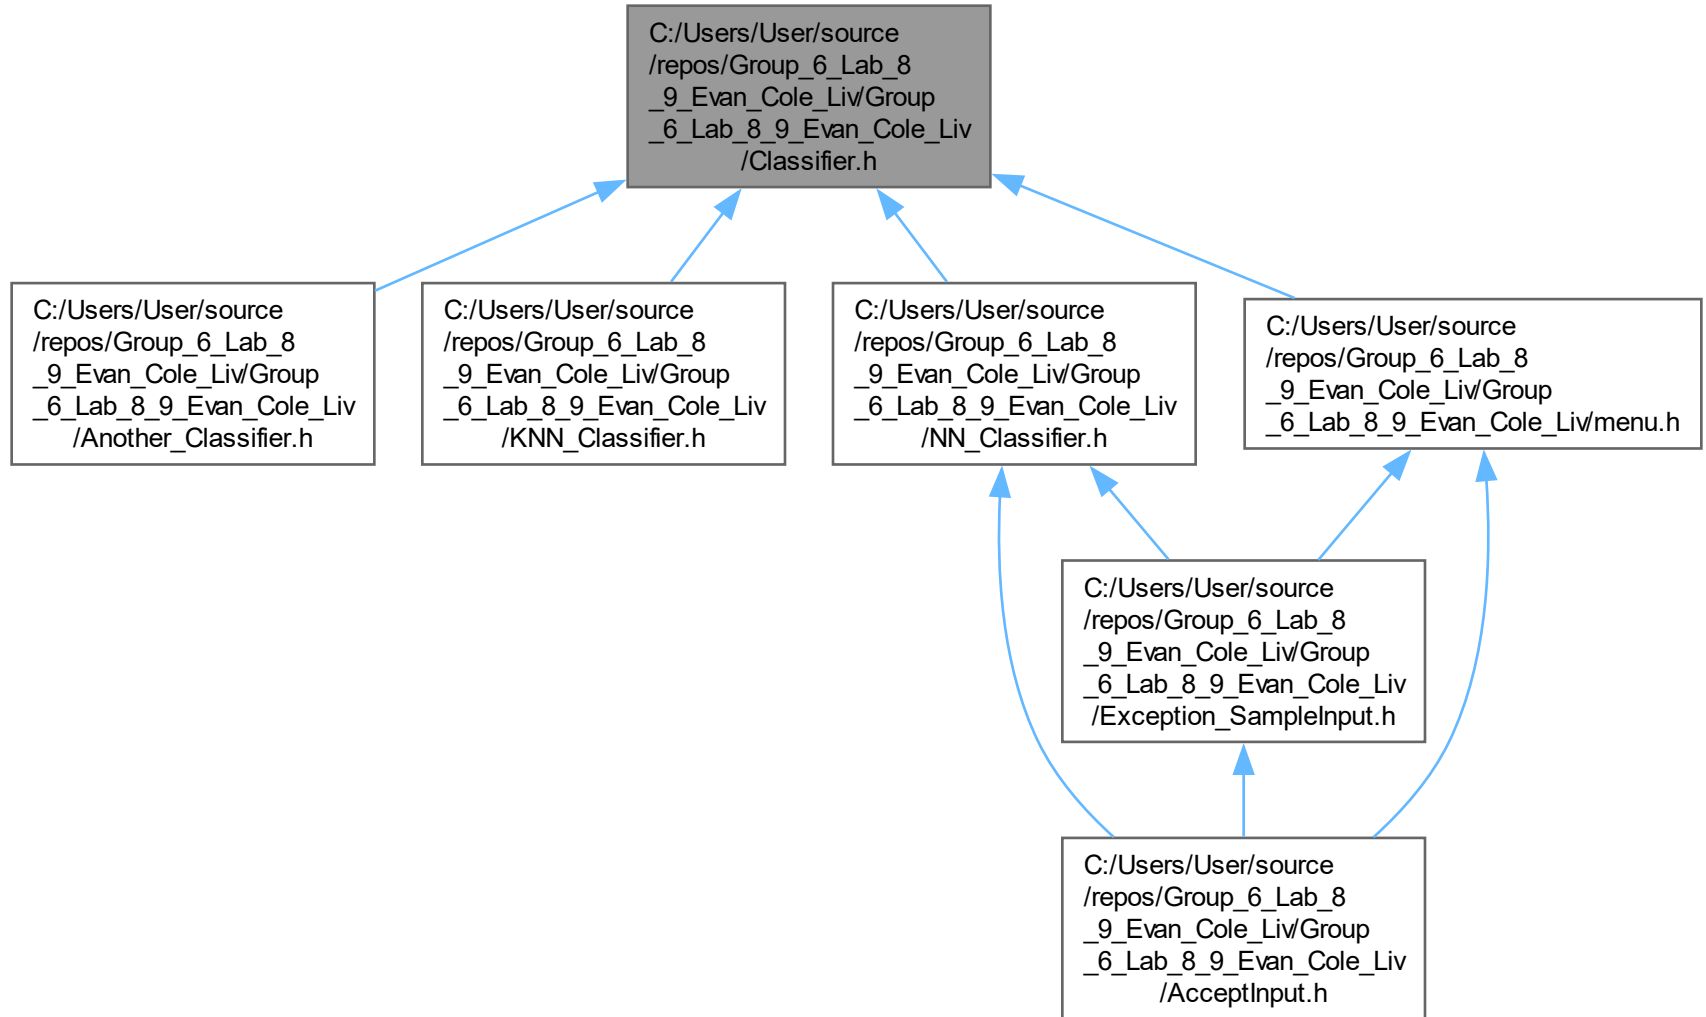 C:/Users/User/source
/repos/Group_6_Lab_8
_9_Evan_Cole_Liv/Group
_6_Lab_8_9_Evan_Cole_Liv
/Classifier.h
C:/Users/User/source
/repos/Group_6_Lab_8
_9_Evan_Cole_Liv/Group
_6_Lab_8_9_Evan_Cole_Liv
/Another_Classifier.h
C:/Users/User/source
/repos/Group_6_Lab_8
_9_Evan_Cole_Liv/Group
_6_Lab_8_9_Evan_Cole_Liv
/KNN_Classifier.h
C:/Users/User/source
/repos/Group_6_Lab_8
_9_Evan_Cole_Liv/Group
_6_Lab_8_9_Evan_Cole_Liv
/NN_Classifier.h
C:/Users/User/source
/repos/Group_6_Lab_8
_9_Evan_Cole_Liv/Group
_6_Lab_8_9_Evan_Cole_Liv/menu.h
C:/Users/User/source
/repos/Group_6_Lab_8
_9_Evan_Cole_Liv/Group
_6_Lab_8_9_Evan_Cole_Liv
/Exception_SampleInput.h
C:/Users/User/source
/repos/Group_6_Lab_8
_9_Evan_Cole_Liv/Group
_6_Lab_8_9_Evan_Cole_Liv
/AcceptInput.h